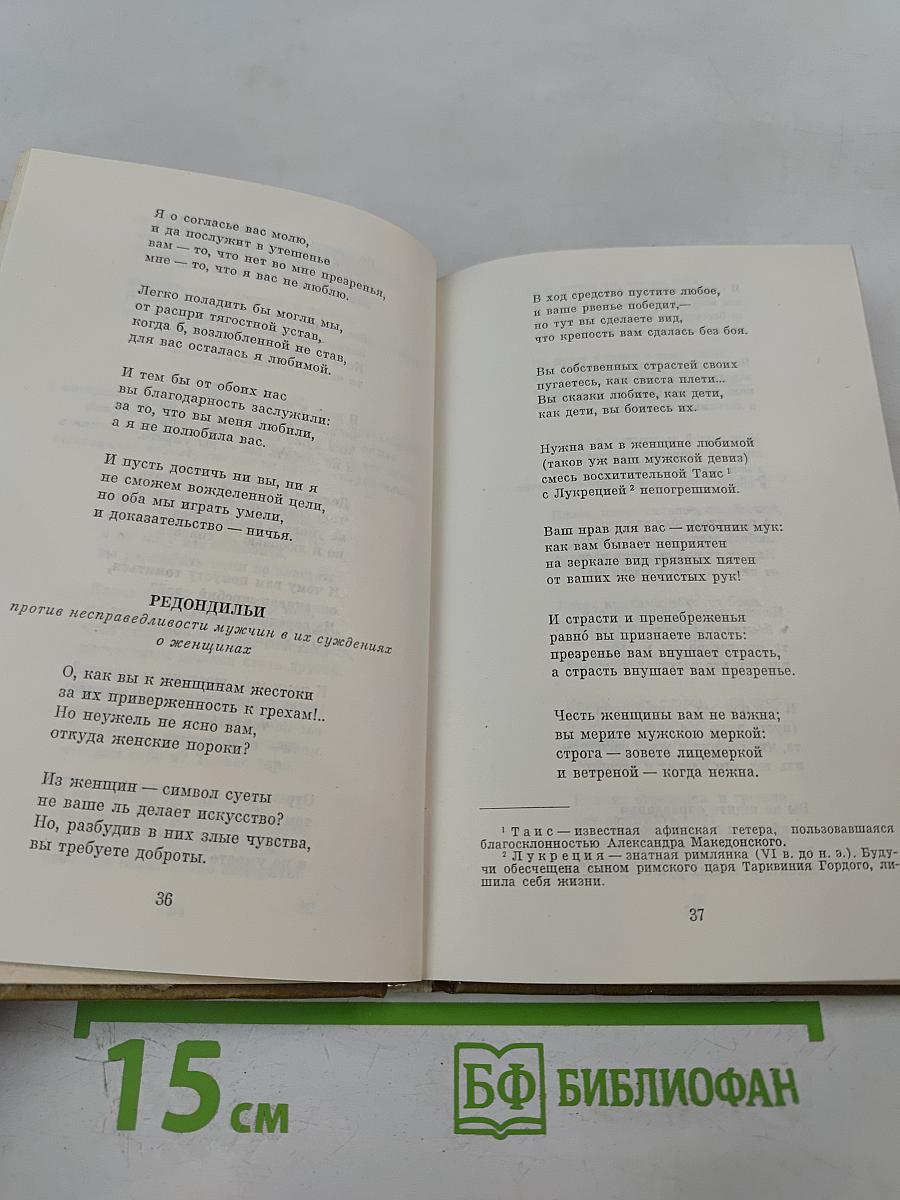 Я о согласье вас молю,
и да послужит в утешенье
вам — то, что нет во мне презренья,
мне — то, что я вас не люблю.
Легко поладить бы могли мы,
от распри тягостной устав,
когда б, возлюбленной не став,
для вас осталась я любимой.
И тем бы от обоих нас
вы благодарность заслужили:
за то, что вы меня любили,
а я не полюбила вас.
И пусть достичь ни вы, ни я
не сможем вожделенной цели,
но оба мы играть умели,
и доказательство — ничья.
РЕДОНДИЛЬИ
против несправедливости мужчин в их суждениях
о женщинах
О, как вы к женщинам жестоки
за их приверженность к грехам!..
Но неужель не ясно вам,
откуда женские пороки?
Из женщин — символ суеты
не ваше ль делает искусство?
Но, разбудив в них злые чувства,
вы требуете доброты.
36
В ход средство пустите любое,
и ваше рвенье победит,—
но тут вы сделаете вид,
что крепость вам сдалась без боя.
Вы собственных страстей своих
пугаетесь, как свиста плети...
Вы сказки любите, как дети,
как дети, вы боитесь их.
Нужна вам в женщине любимой
(таков уж ваш мужской девиз)
смесь восхитительной Таис ¹
с Лукрецией ² непогрешимой.
Ваш нрав для вас — источник мук:
как вам бывает неприятен
на зеркале вид грязных пятен
от ваших же нечистых рук!
И страсти и пренебреженья
равно́ вы признаете власть:
презренье вам внушает страсть,
а страсть внушает вам презренье.
Честь женщины вам не важна;
вы мерите мужскою меркой:
строга — зовете лицемеркой
и ветреной — когда нежна.
¹ Таис — известная афинская гетера, пользовавшаяся
благосклонностью Александра Македонского.
² Лукреция — знатная римлянка (VI в. до н. э.). Буду-
чи обесчещена сыном римского царя Тарквиния Гордого, ли-
шила себя жизни.
37
15 см
БФ БИБЛИОФАН